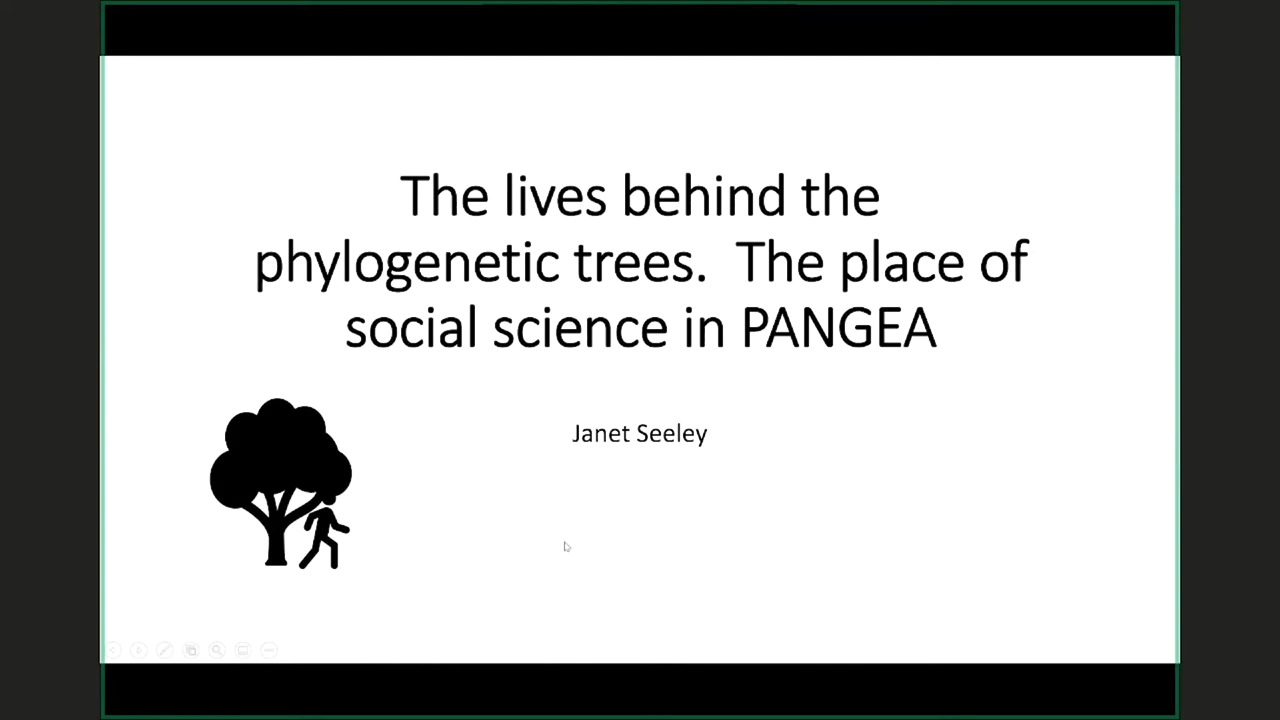 The lives behind the
phylogenetic trees.  The place of
social science in PANGEA
Janet Seeley